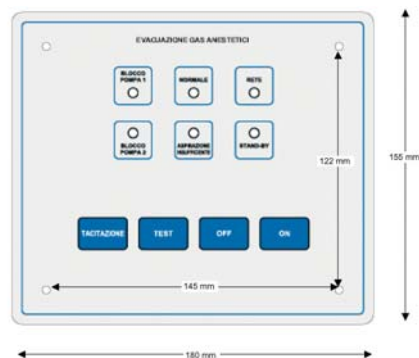 EVACUAZIONE GAS ANESTETICI
BLOCCO
POMPA 1
NORMALE
RETE
BLOCCO
POMPA 2
ASPIRAZIONE
INSUFFICIENTE
STAND-BY
122 mm
155 mm
TACITAZIONE
TEST
OFF
ON
145 mm
180 mm